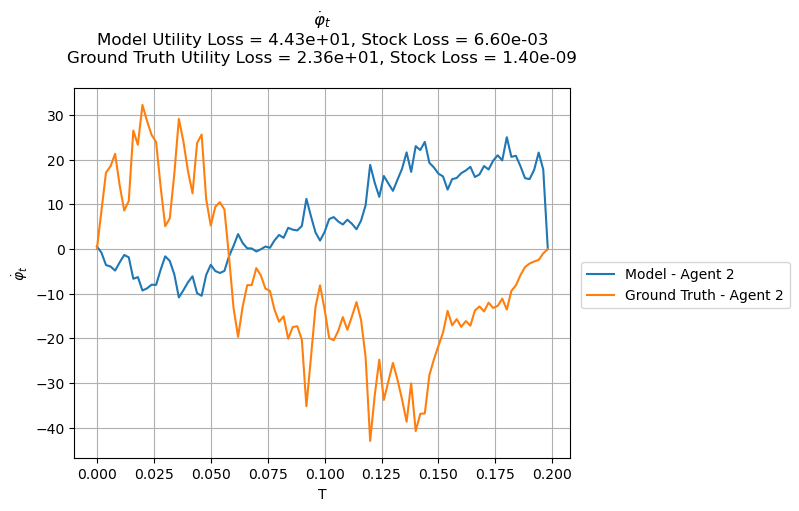 φ̇ₜ
Model Utility Loss = 4.43e+01, Stock Loss = 6.60e-03
Ground Truth Utility Loss = 2.36e+01, Stock Loss = 1.40e-09
30
20
10
0
−10
−20
−30
−40
φ̇ₜ
0.000 0.025 0.050 0.075 0.100 0.125 0.150 0.175 0.200
T
Model - Agent 2
Ground Truth - Agent 2